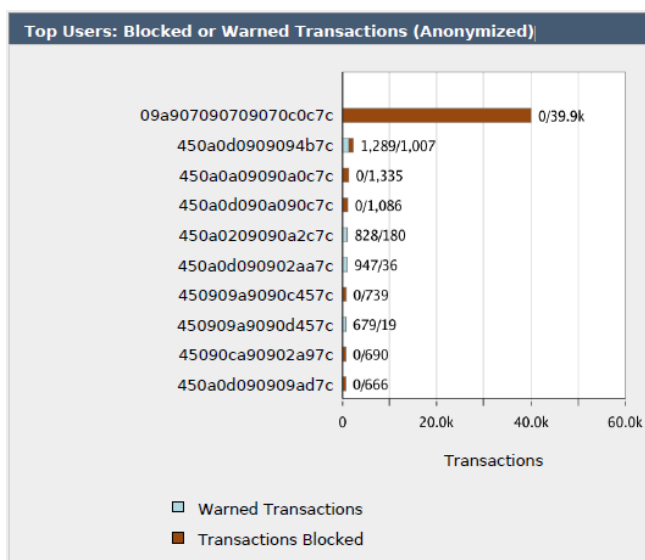 Top Users: Blocked or Warned Transactions (Anonymized)
09a907090709070c0c7c 0/39.9k
450a0d0909094b7c 1,289/1,007
450a0a09090a0c7c 0/1,335
450a0d090a090c7c 0/1,086
450a0209090a2c7c 828/180
450a0d090902aa7c 947/36
450909a9090c457c 0/739
450909a9090d457c 679/19
45090ca90902a97c 0/690
450a0d090909ad7c 0/666
0 20.0k 40.0k 60.0k
Transactions
Warned Transactions
Transactions Blocked